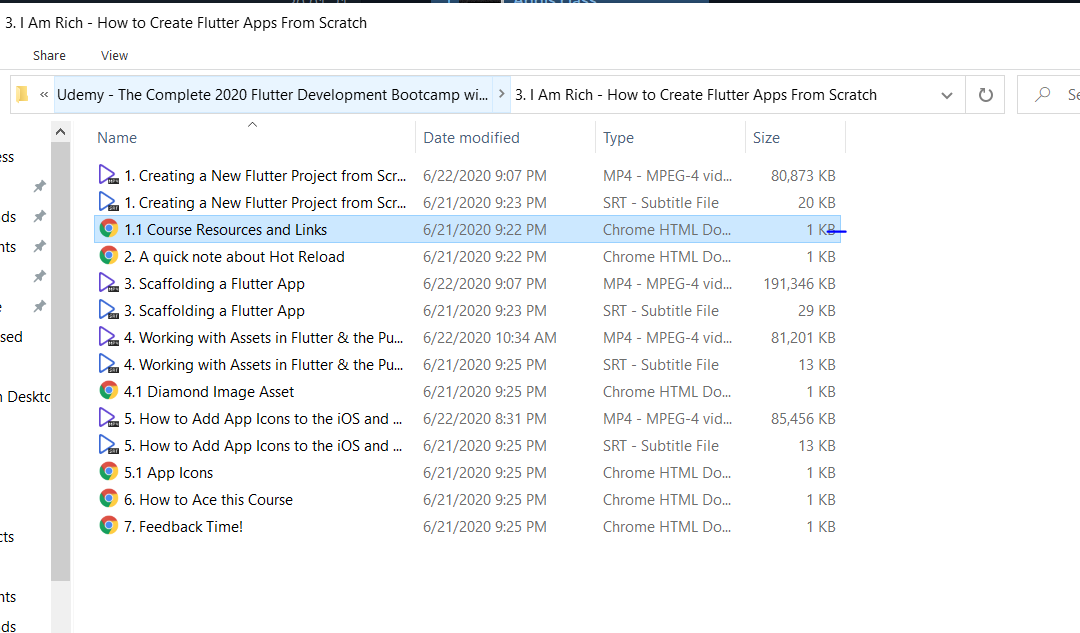 3. I Am Rich - How to Create Flutter Apps From Scratch
Share View
« Udemy - The Complete 2020 Flutter Development Bootcamp wi... > 3. I Am Rich - How to Create Flutter Apps From Scratch
Name Date modified Type Size
1. Creating a New Flutter Project from Scr... 6/22/2020 9:07 PM MP4 - MPEG-4 vid... 80,873 KB
1. Creating a New Flutter Project from Scr... 6/21/2020 9:23 PM SRT - Subtitle File 20 KB
1.1 Course Resources and Links 6/21/2020 9:22 PM Chrome HTML Do... 1 KB
2. A quick note about Hot Reload 6/21/2020 9:22 PM Chrome HTML Do... 1 KB
3. Scaffolding a Flutter App 6/22/2020 9:07 PM MP4 - MPEG-4 vid... 191,346 KB
3. Scaffolding a Flutter App 6/21/2020 9:23 PM SRT - Subtitle File 29 KB
4. Working with Assets in Flutter & the Pu... 6/22/2020 10:34 AM MP4 - MPEG-4 vid... 81,201 KB
4. Working with Assets in Flutter & the Pu... 6/21/2020 9:25 PM SRT - Subtitle File 13 KB
4.1 Diamond Image Asset 6/21/2020 9:25 PM Chrome HTML Do... 1 KB
5. How to Add App Icons to the iOS and ... 6/22/2020 8:31 PM MP4 - MPEG-4 vid... 85,456 KB
5. How to Add App Icons to the iOS and ... 6/21/2020 9:25 PM SRT - Subtitle File 13 KB
5.1 App Icons 6/21/2020 9:25 PM Chrome HTML Do... 1 KB
6. How to Ace this Course 6/21/2020 9:25 PM Chrome HTML Do... 1 KB
7. Feedback Time! 6/21/2020 9:25 PM Chrome HTML Do... 1 KB